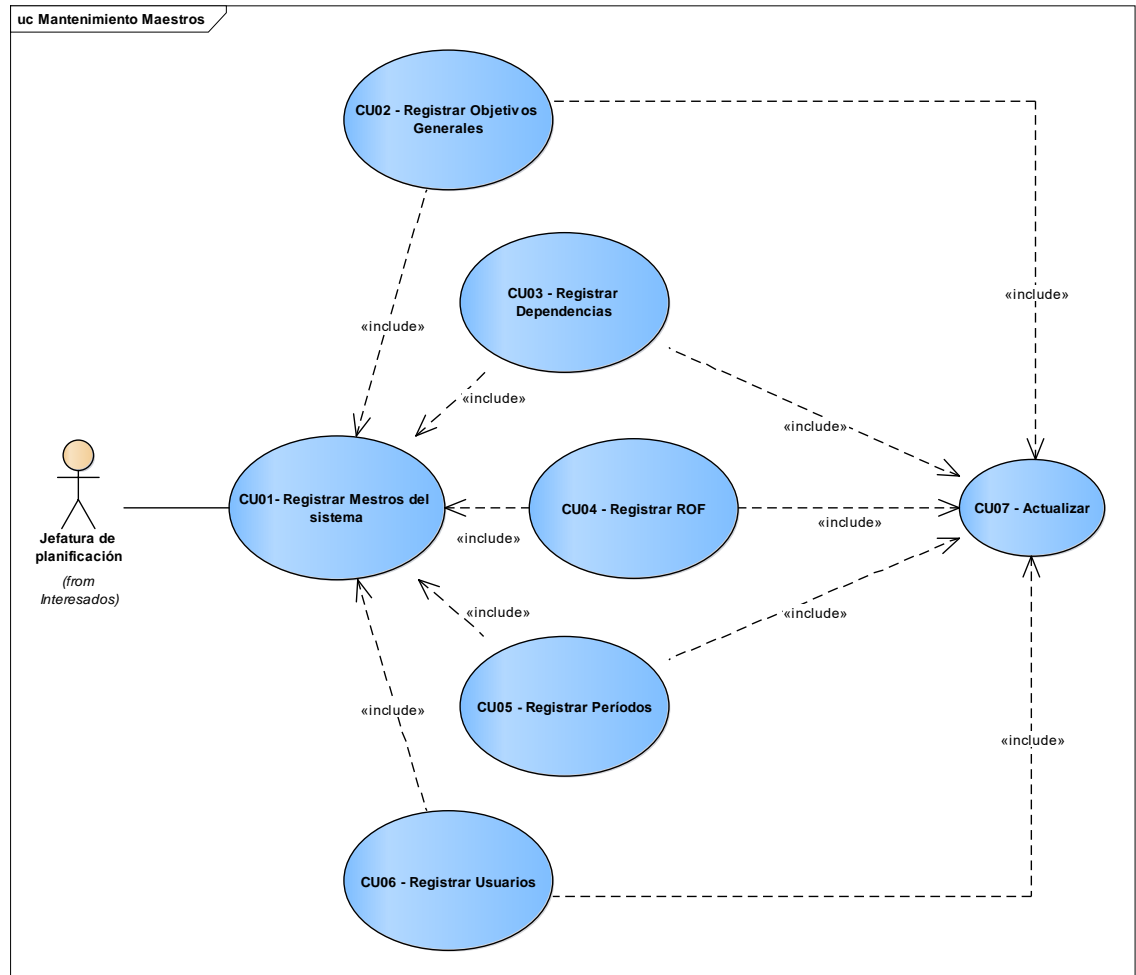 uc Mantenimiento Maestros
CU02 - Registrar Objetivos
Generales
«include»
CU03 - Registrar
Dependencias
«include»
«include»
«include»
CU01- Registrar Mestros del
sistema
CU04 - Registrar ROF
CU07 - Actualizar
«include»
«include»
Jefatura de
planificación
(from
Interesados)
«include»
«include»
CU05 - Registrar Períodos
«include»
«include»
CU06 - Registrar Usuarios